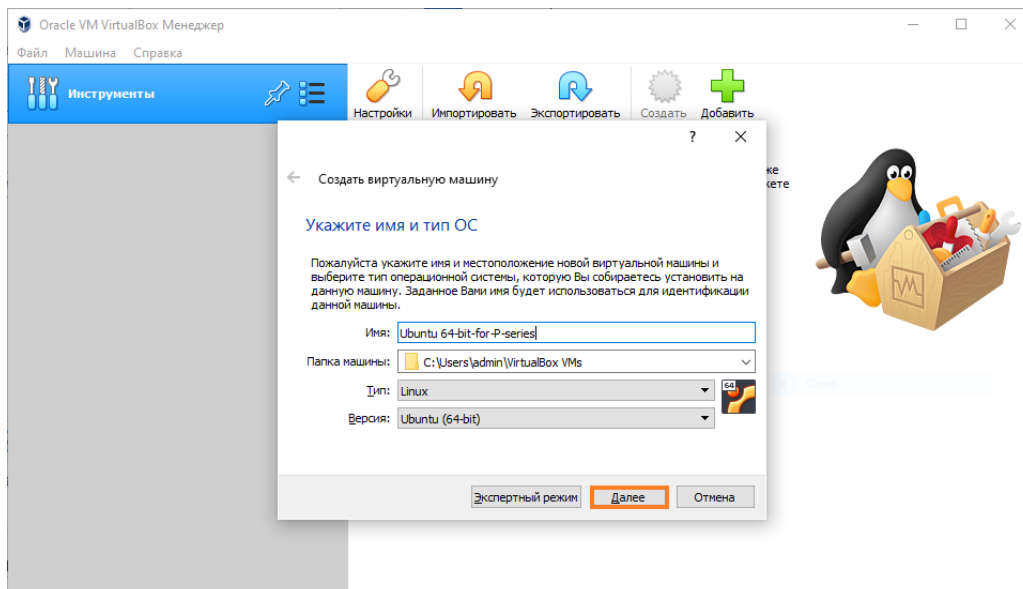 Oracle VM VirtualBox Менеджер
Файл Машина Справка
Инструменты
Настройки Импортировать Экспортировать Создать Добавить
же
кете
?
Создать виртуальную машину
Укажите имя и тип ОС
Пожалуйста укажите имя и местоположение новой виртуальной машины и
выберите тип операционной системы, которую Вы собираетесь установить на
данную машину. Заданное Вами имя будет использоваться для идентификации
данной машины.
Имя: Ubuntu 64-bit-for-P-series
Папка машины: C:\Users\admin\VirtualBox VMs
Тип: Linux
64
Версия: Ubuntu (64-bit)
Экспертный режим Далее Отмена